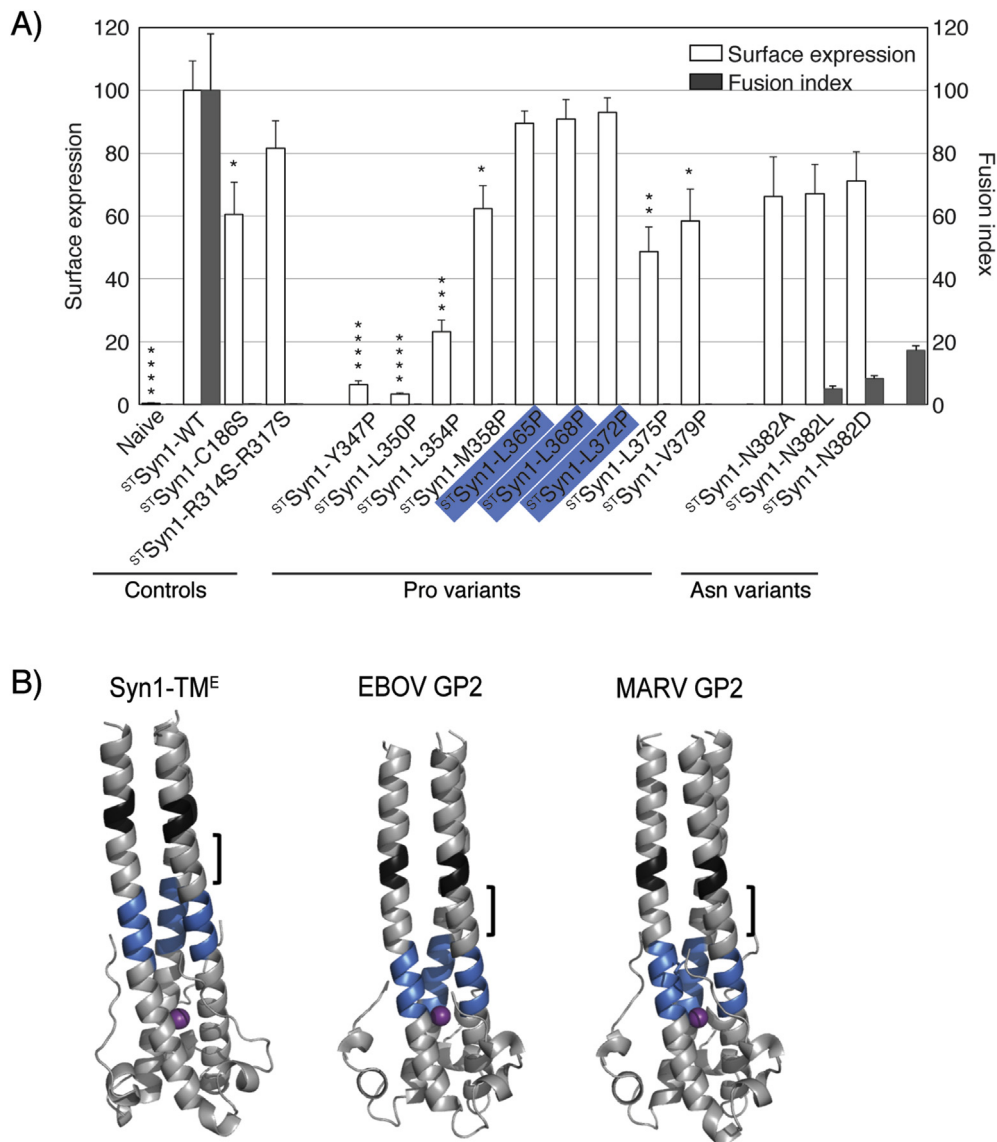 A)
Surface expression
Fusion index
120
100
80
60
40
20
0
120
100
80
60
40
20
0
Surface expression
Fusion index
****
*
****
****
***
*
**
*
Naive
STSyn1-WT
STSyn1-C186S
STSyn1-R314S-R317S
STSyn1-Y347P
STSyn1-L350P
STSyn1-L354P
STSyn1-M358P
STSyn1-L365P
STSyn1-L368P
STSyn1-L372P
STSyn1-L375P
STSyn1-V379P
STSyn1-N382A
STSyn1-N382L
STSyn1-N382D
Controls
Pro variants
Asn variants
B)
Syn1-TMᴱ
EBOV GP2
MARV GP2